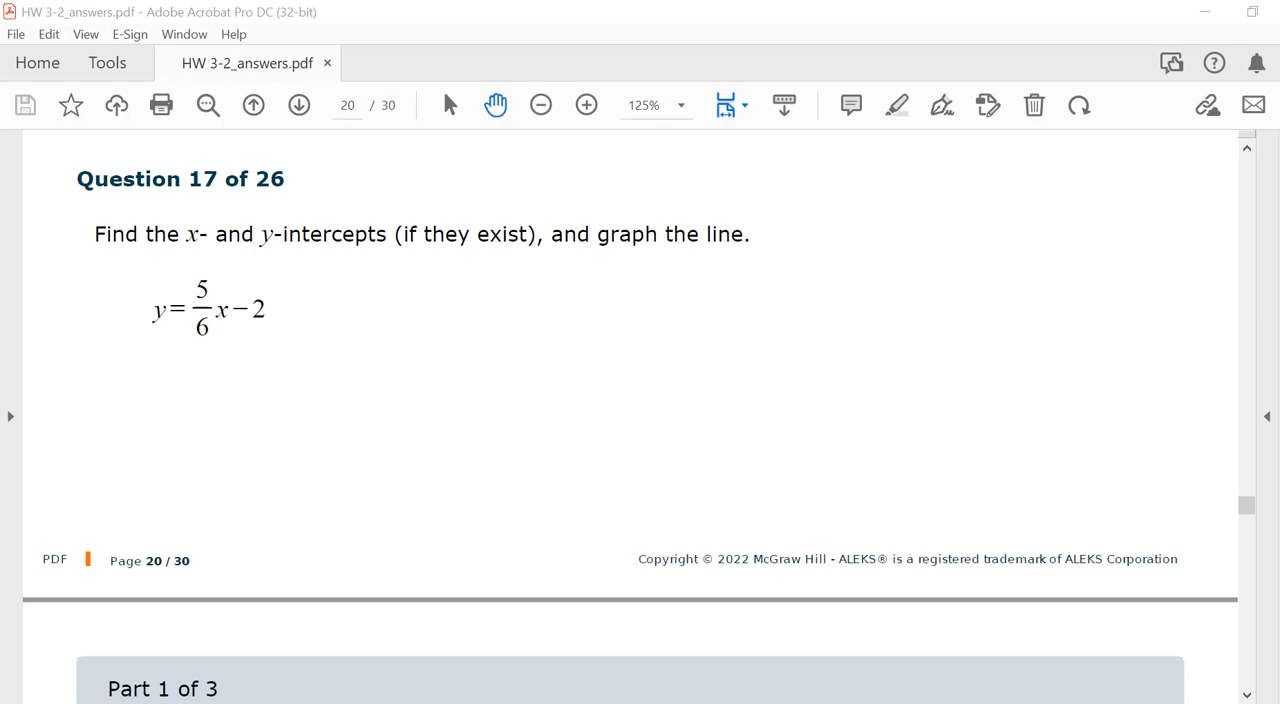 HW 3-2_answers.pdf - Adobe Acrobat Pro DC (32-bit)
File Edit View E-Sign Window Help
Home Tools HW 3-2_answers.pdf ×
20 / 30 125%
Question 17 of 26
Find the x- and y-intercepts (if they exist), and graph the line.
y = 5/6 x − 2
PDF Page 20 / 30 Copyright © 2022 McGraw Hill - ALEKS® is a registered trademark of ALEKS Corporation
Part 1 of 3